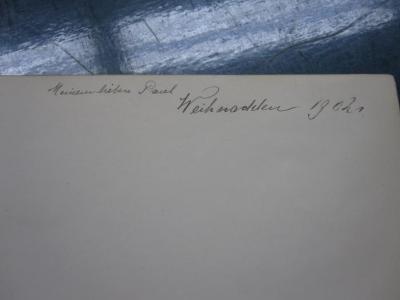 Meinem lieben Paul
Weihnachten 1902.